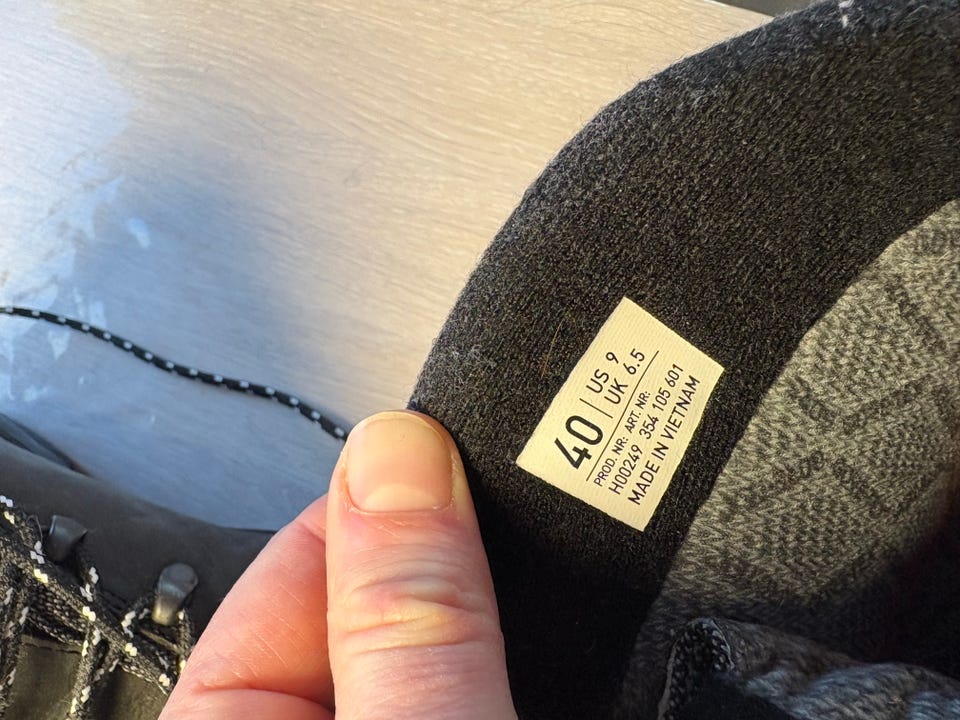 40 | US 9
UK 6.5
PROD. NR: ART. NR:
H00249 354 105 601
MADE IN VIETNAM